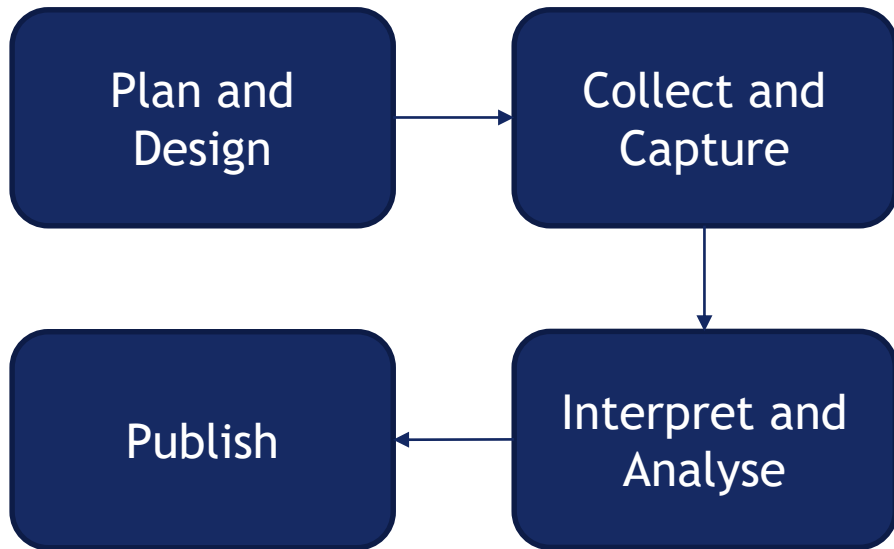 Plan and
Design
Collect and
Capture
Interpret and
Analyse
Publish